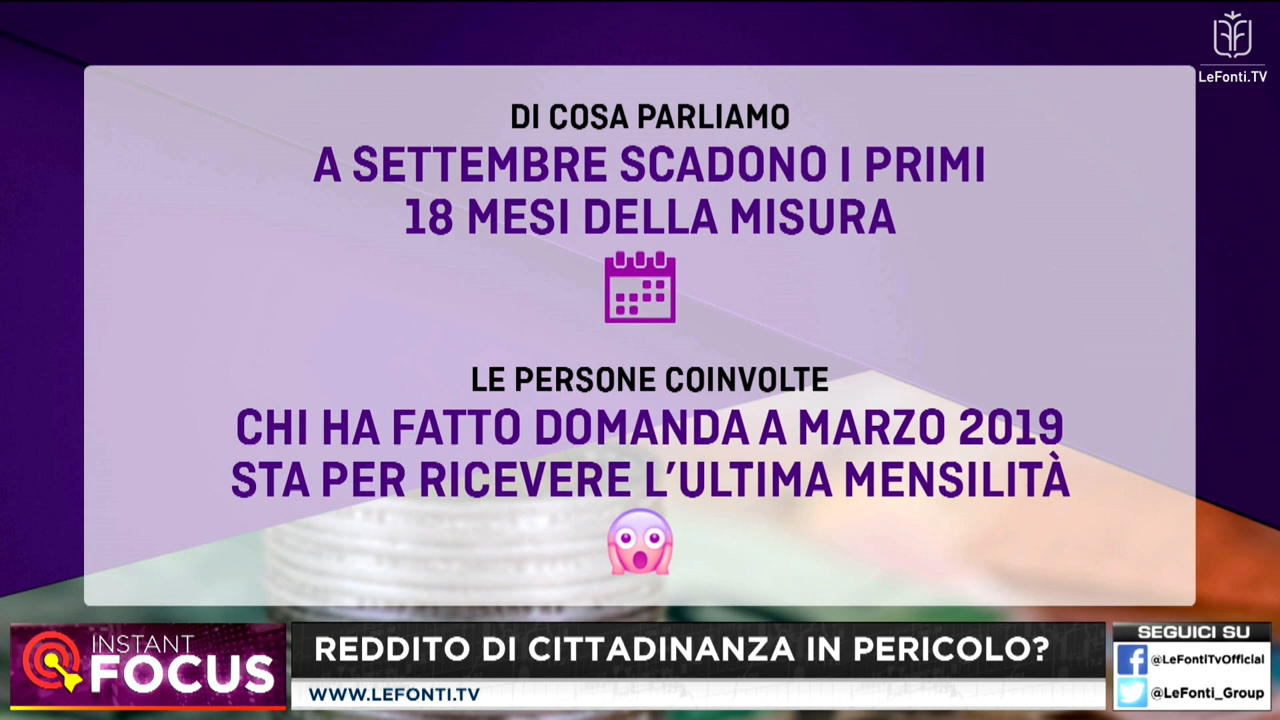 LeFonti.TV
DI COSA PARLIAMO
A SETTEMBRE SCADONO I PRIMI
18 MESI DELLA MISURA
LE PERSONE COINVOLTE
CHI HA FATTO DOMANDA A MARZO 2019
STA PER RICEVERE L'ULTIMA MENSILITÀ
INSTANT
FOCUS
REDDITO DI CITTADINANZA IN PERICOLO?
WWW.LEFONTI.TV
SEGUICI SU
@LeFontiTvOfficial
@LeFonti_Group